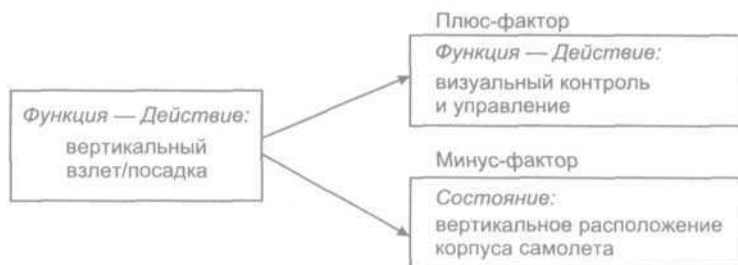 Функция — Действие:
вертикальный
взлет/посадка
Плюс-фактор
Функция — Действие:
визуальный контроль
и управление
Минус-фактор
Состояние:
вертикальное расположение
корпуса самолета